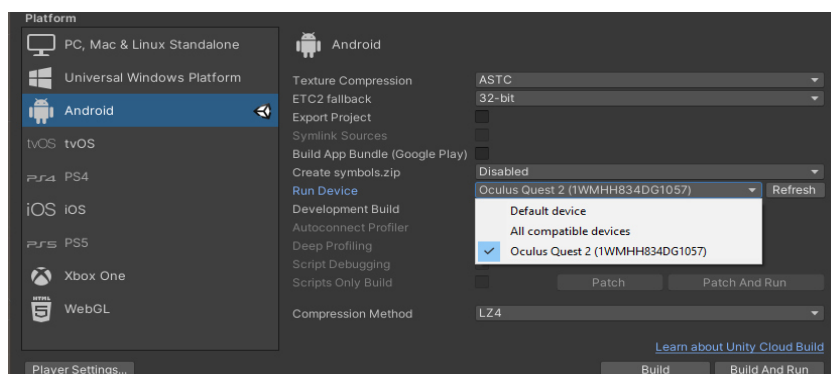 Platform
PC, Mac & Linux Standalone
Universal Windows Platform
Android
tvOS tvOS
PS4 PS4
iOS iOS
PS5 PS5
Xbox One
HTML 5 WebGL
Player Settings...
Android
Texture Compression ASTC
ETC2 fallback 32-bit
Export Project
Symlink Sources
Build App Bundle (Google Play)
Create symbols.zip Disabled
Run Device Oculus Quest 2 (1WMHH834DG1057) Refresh
Default device
All compatible devices
Oculus Quest 2 (1WMHH834DG1057)
Development Build
Autoconnect Profiler
Deep Profiling
Script Debugging
Scripts Only Build Patch Patch And Run
Compression Method LZ4
Learn about Unity Cloud Build
Build Build And Run